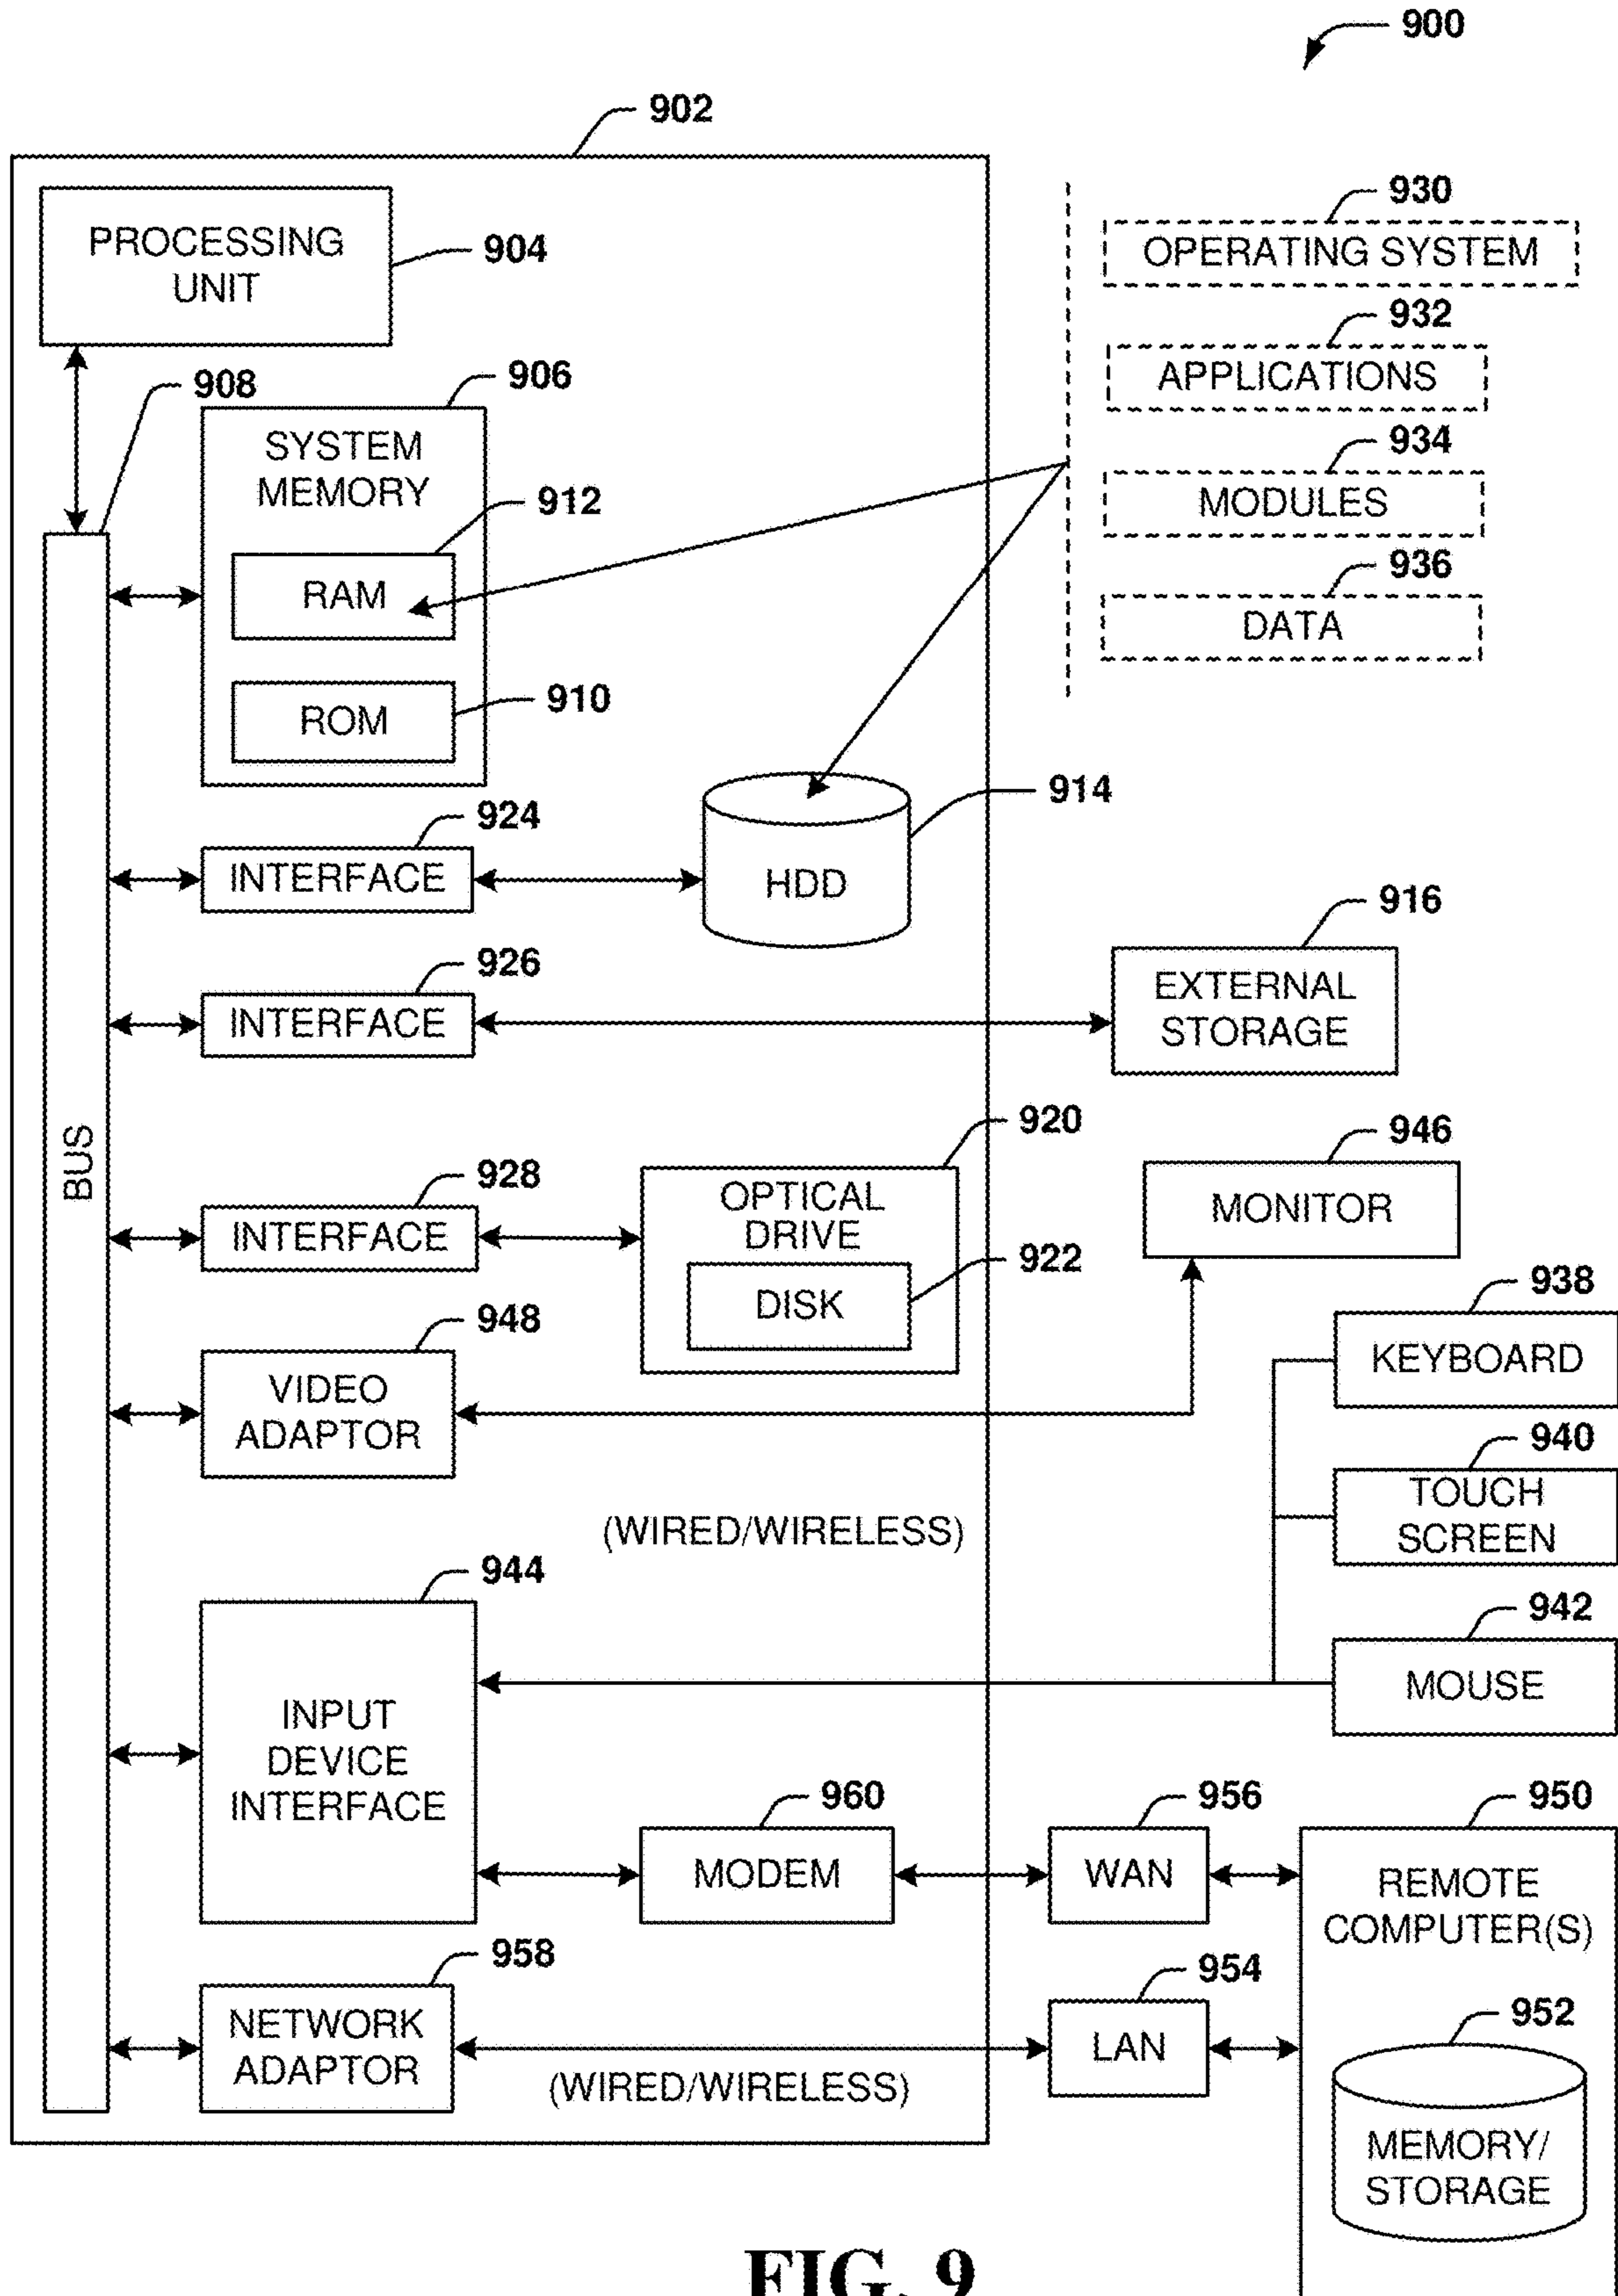 900
902
PROCESSING
UNIT
904
930
OPERATING SYSTEM
932
APPLICATIONS
934
MODULES
936
DATA
908
906
SYSTEM
MEMORY
912
RAM
910
ROM
914
HDD
924
INTERFACE
916
EXTERNAL
STORAGE
926
INTERFACE
BUS
920
OPTICAL
DRIVE
922
DISK
928
INTERFACE
946
MONITOR
948
VIDEO
ADAPTOR
938
KEYBOARD
940
TOUCH
SCREEN
942
MOUSE
(WIRED/WIRELESS)
944
INPUT
DEVICE
INTERFACE
960
MODEM
956
WAN
950
REMOTE
COMPUTER(S)
958
NETWORK
ADAPTOR
(WIRED/WIRELESS)
954
LAN
952
MEMORY/
STORAGE
FIG. 9